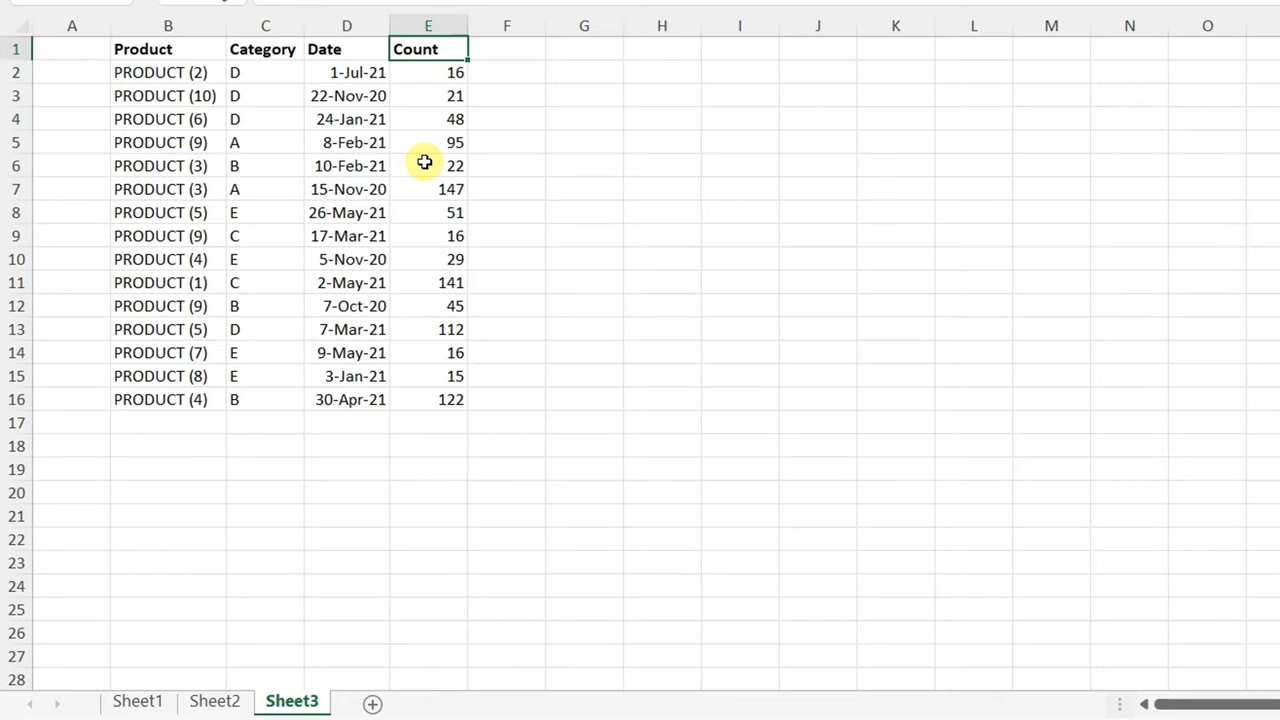 A B C D E F G H I J K L M N O
1 Product Category Date Count
2 PRODUCT (2) D 1-Jul-21 16
3 PRODUCT (10) D 22-Nov-20 21
4 PRODUCT (6) D 24-Jan-21 48
5 PRODUCT (9) A 8-Feb-21 95
6 PRODUCT (3) B 10-Feb-21 22
7 PRODUCT (3) A 15-Nov-20 147
8 PRODUCT (5) E 26-May-21 51
9 PRODUCT (9) C 17-Mar-21 16
10 PRODUCT (4) E 5-Nov-20 29
11 PRODUCT (1) C 2-May-21 141
12 PRODUCT (9) B 7-Oct-20 45
13 PRODUCT (5) D 7-Mar-21 112
14 PRODUCT (7) E 9-May-21 16
15 PRODUCT (8) E 3-Jan-21 15
16 PRODUCT (4) B 30-Apr-21 122
17
18
19
20
21
22
23
24
25
26
27
28
Sheet1 Sheet2 Sheet3